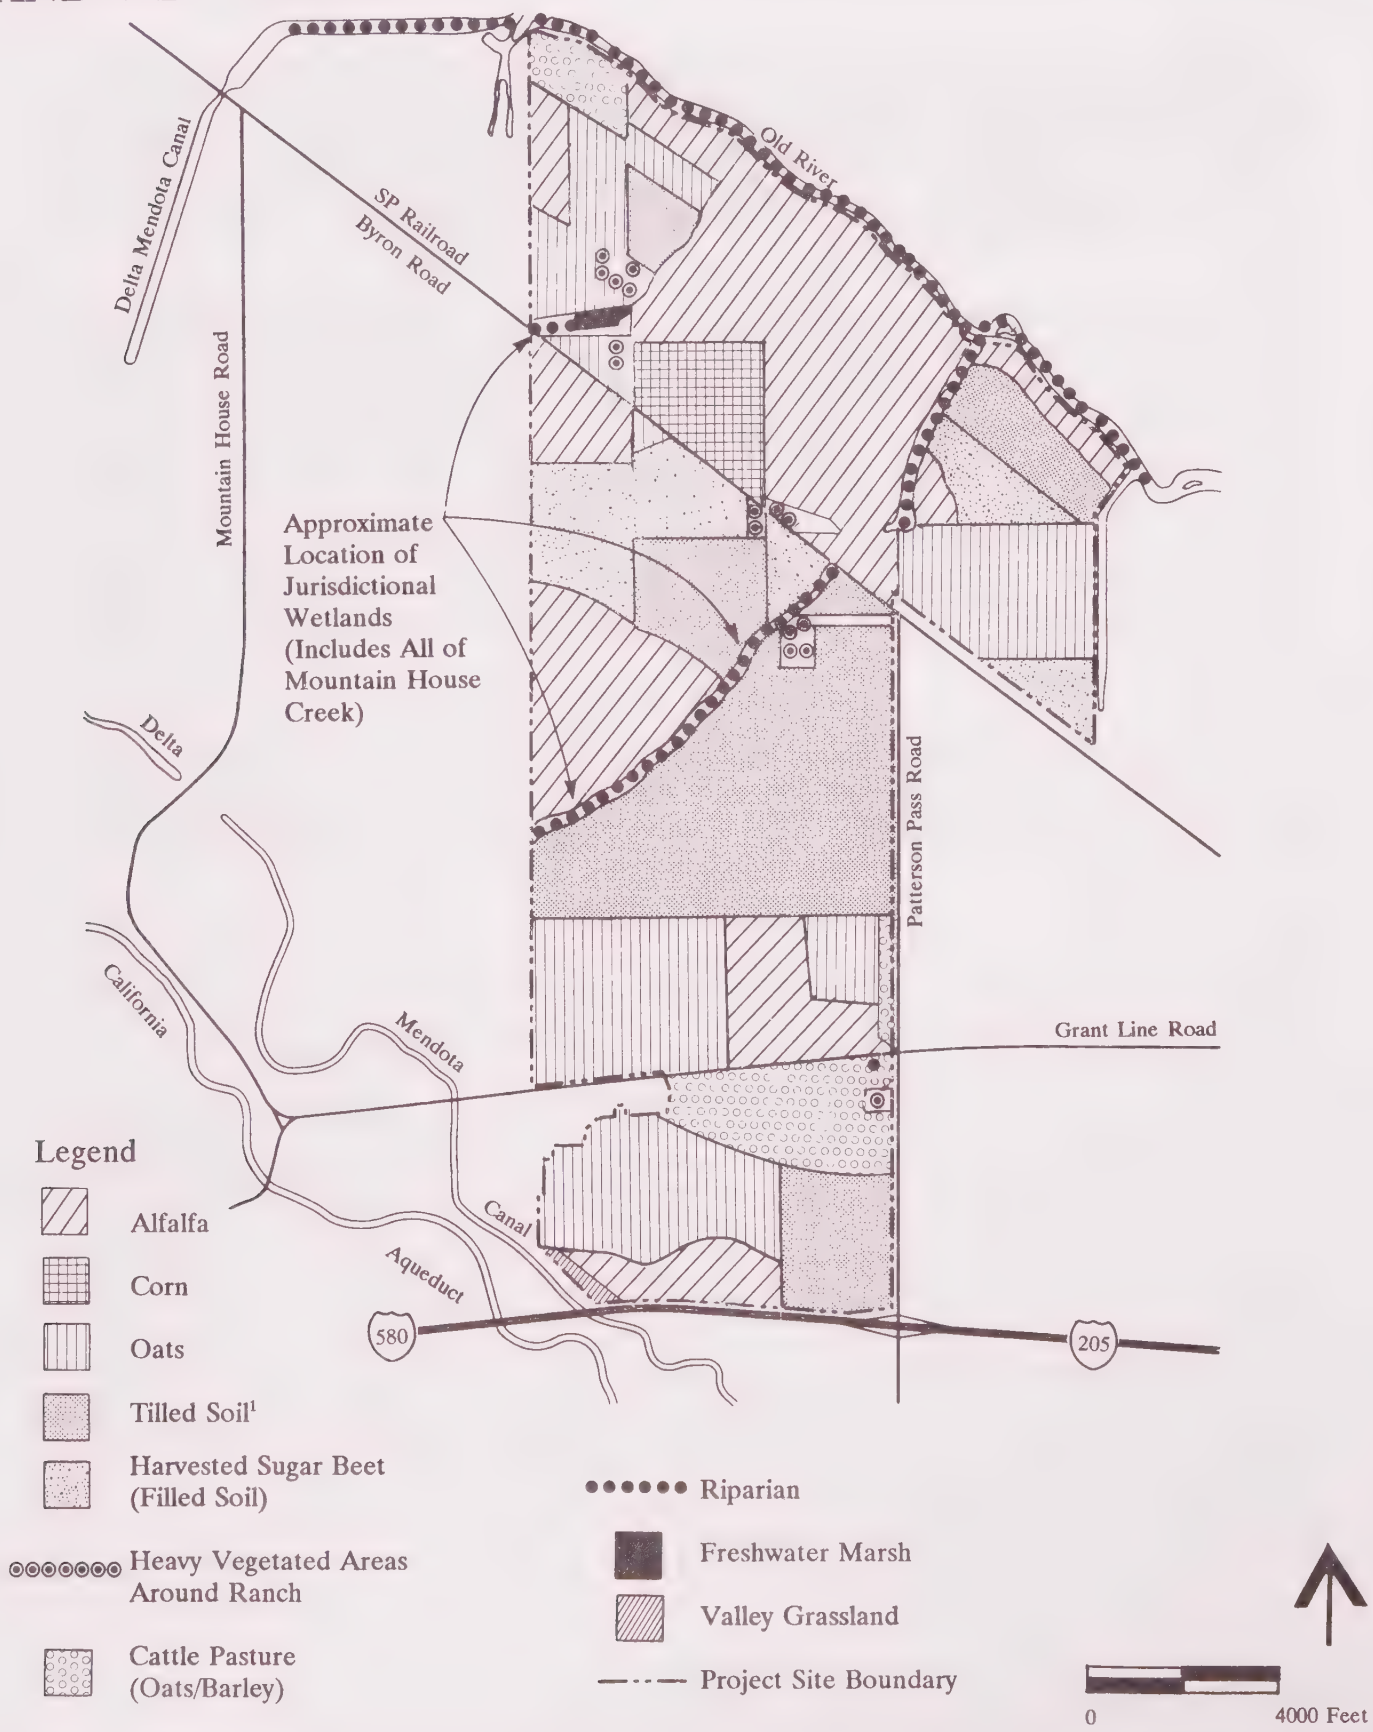 Old River
Delta Mendota Canal
SP Railroad
Byron Road
Mountain House Road
Approximate
Location of
Jurisdictional
Wetlands
(Includes All of
Mountain House
Creek)
Delta
Patterson Pass Road
California
Mendota
Grant Line Road
Canal
Aqueduct
580
205
Legend
Alfalfa
Corn
Oats
Tilled Soil¹
Harvested Sugar Beet
(Filled Soil)
Heavy Vegetated Areas
Around Ranch
Cattle Pasture
(Oats/Barley)
Riparian
Freshwater Marsh
Valley Grassland
Project Site Boundary
0 4000 Feet